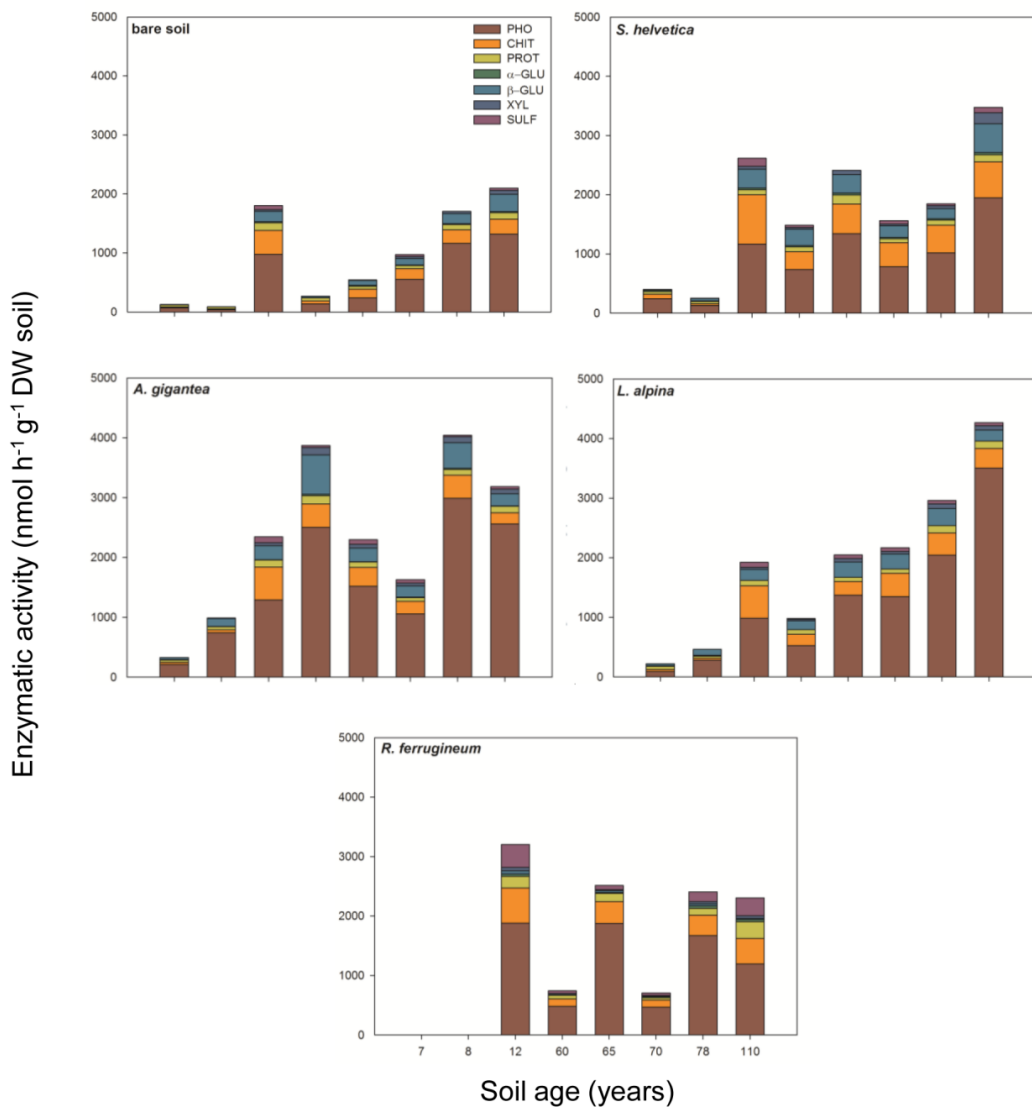 Enzymatic activity (nmol h-1 g-1 DW soil)
bare soil
5000
4000
3000
2000
1000
0
PHO
CHIT
PROT
α-GLU
β-GLU
XYL
SULF
S. helvetica
5000
4000
3000
2000
1000
0
A. gigantea
5000
4000
3000
2000
1000
0
L. alpina
5000
4000
3000
2000
1000
0
R. ferrugineum
5000
4000
3000
2000
1000
0
7 8 12 60 65 70 78 110
Soil age (years)